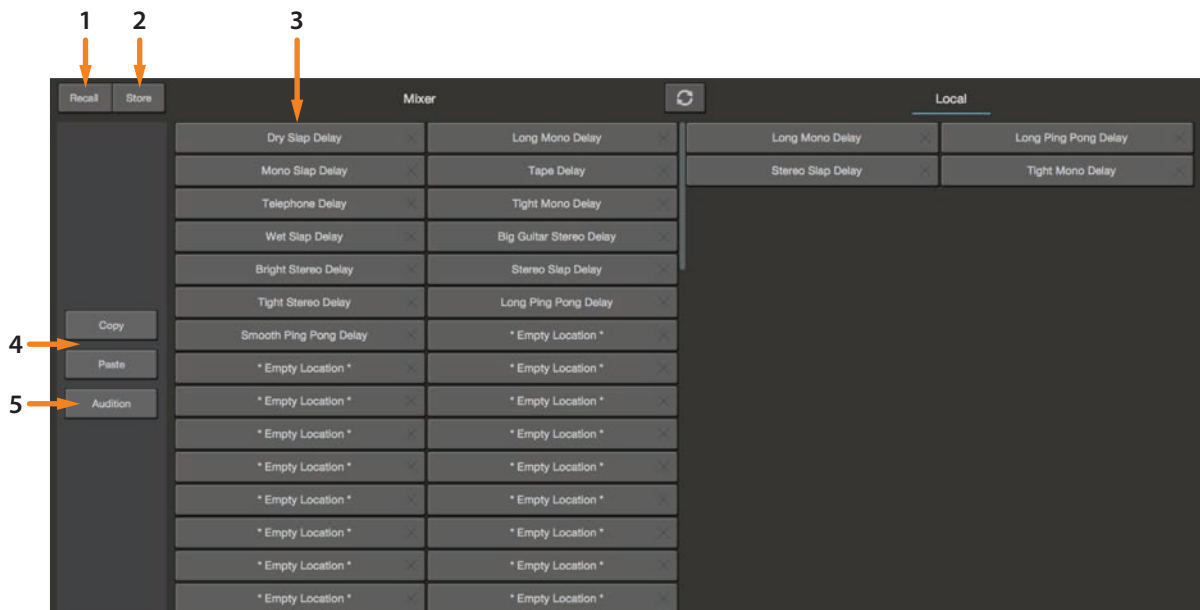 1 2 3
Recall Store Mixer Local
Dry Slap Delay Long Mono Delay Long Mono Delay Long Ping Pong Delay
Mono Slap Delay Tape Delay Stereo Slap Delay Tight Mono Delay
Telephone Delay Tight Mono Delay
Wet Slap Delay Big Guitar Stereo Delay
Bright Stereo Delay Stereo Slap Delay
Tight Stereo Delay Long Ping Pong Delay
Copy Smooth Ping Pong Delay * Empty Location *
4
Paste * Empty Location * * Empty Location *
5 Audition * Empty Location * * Empty Location *
* Empty Location * * Empty Location *
* Empty Location * * Empty Location *
* Empty Location * * Empty Location *
* Empty Location * * Empty Location *
* Empty Location * * Empty Location *
* Empty Location * * Empty Location *